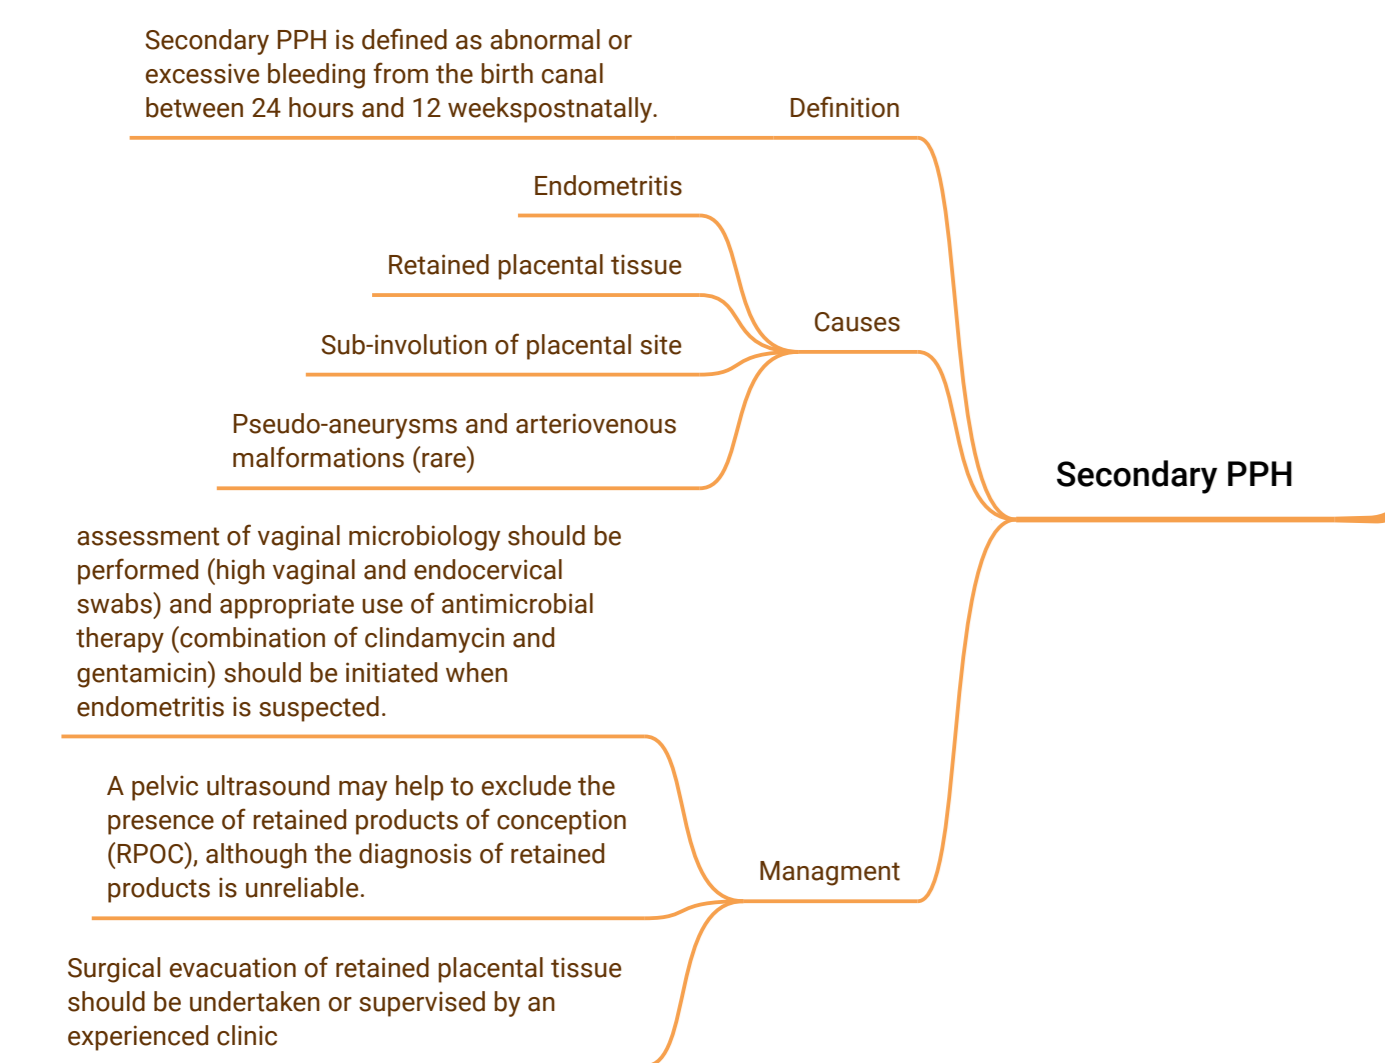 Secondary PPH is defined as abnormal or
excessive bleeding from the birth canal
between 24 hours and 12 weekspostnatally.
Definition
Endometritis
Retained placental tissue
Sub-involution of placental site
Pseudo-aneurysms and arteriovenous
malformations (rare)
Causes
Secondary PPH
assessment of vaginal microbiology should be
performed (high vaginal and endocervical
swabs) and appropriate use of antimicrobial
therapy (combination of clindamycin and
gentamicin) should be initiated when
endometritis is suspected.
A pelvic ultrasound may help to exclude the
presence of retained products of conception
(RPOC), although the diagnosis of retained
products is unreliable.
Managment
Surgical evacuation of retained placental tissue
should be undertaken or supervised by an
experienced clinic